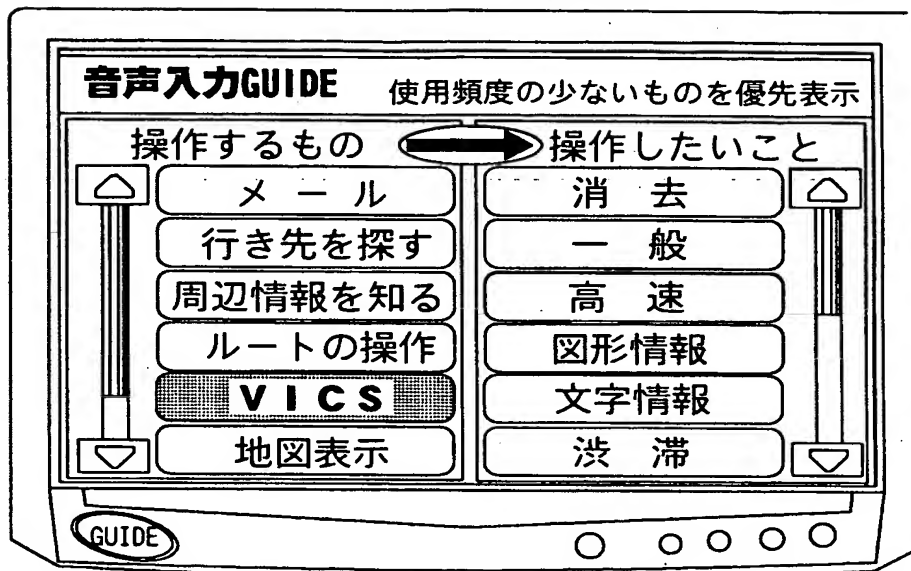 音声入力GUIDE 使用頻度の少ないものを優先表示
操作するもの 操作したいこと
メール 消去
行き先を探す 一般
周辺情報を知る 高速
ルートの操作 図形情報
VICS 文字情報
地図表示 渋滞
GUIDE